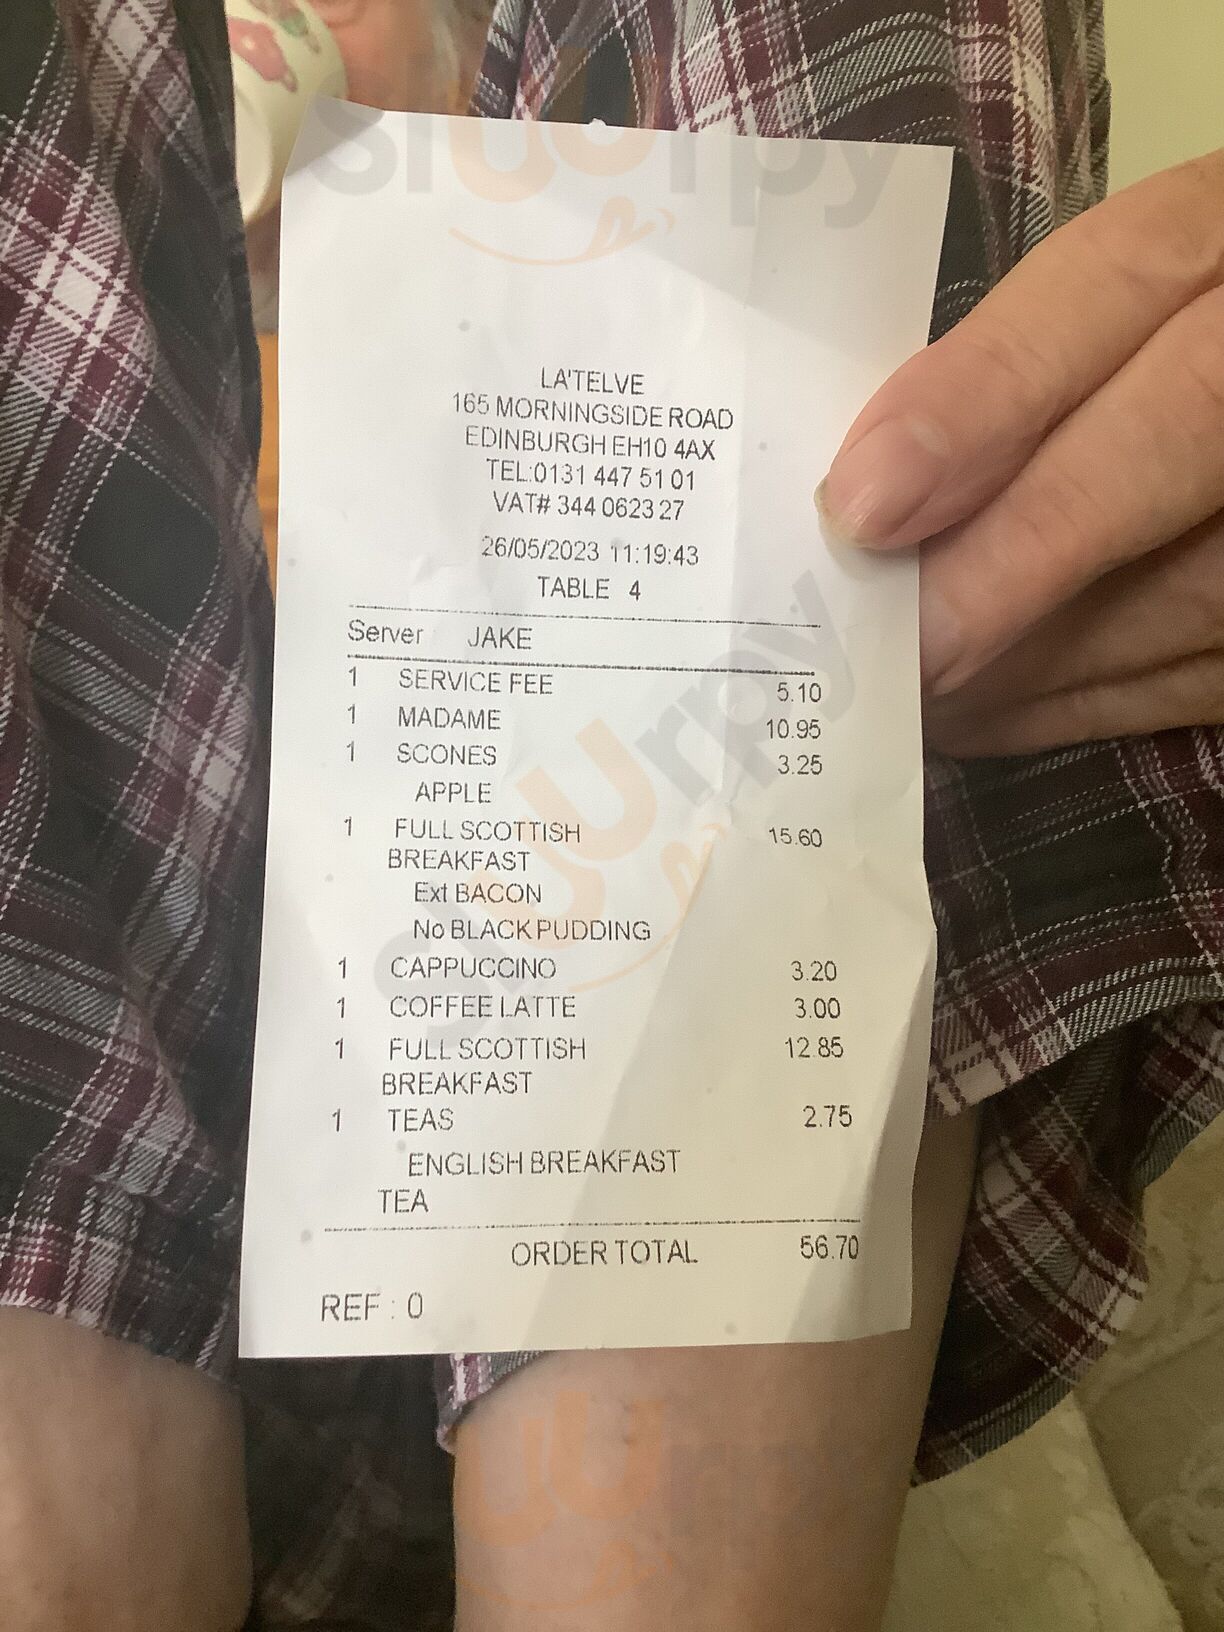 slurpy
LA'TELVE
165 MORNINGSIDE ROAD
EDINBURGH EH10 4AX
TEL:0131 447 51 01
VAT# 344 0623 27
26/05/2023 11:19:43
TABLE 4
Server JAKE
1 SERVICE FEE 5.10
1 MADAME 10.95
1 SCONES 3.25
APPLE
1 FULL SCOTTISH 15.60
BREAKFAST
Ext BACON
No BLACK PUDDING
slurpy
1 CAPPUCCINO 3.20
1 COFFEE LATTE 3.00
1 FULL SCOTTISH 12.85
BREAKFAST
1 TEAS 2.75
ENGLISH BREAKFAST
TEA
ORDER TOTAL 56.70
REF : 0
slurpy